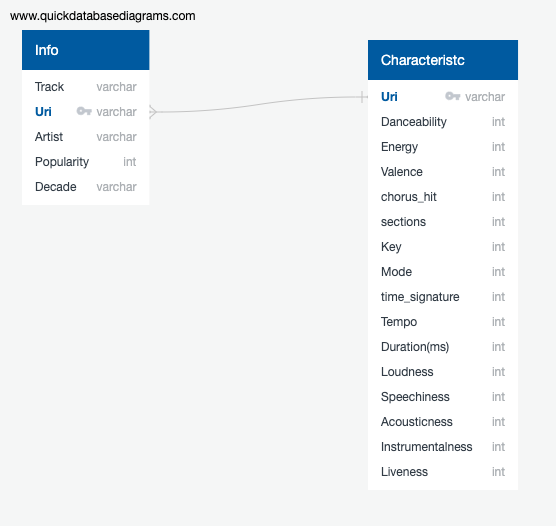 www.quickdatabasediagrams.com
Info
Track varchar
Uri varchar
Artist varchar
Popularity int
Decade varchar
Characteristc
Uri varchar
Danceability int
Energy int
Valence int
chorus_hit int
sections int
Key int
Mode int
time_signature int
Tempo int
Duration(ms) int
Loudness int
Speechiness int
Acousticness int
Instrumentalness int
Liveness int